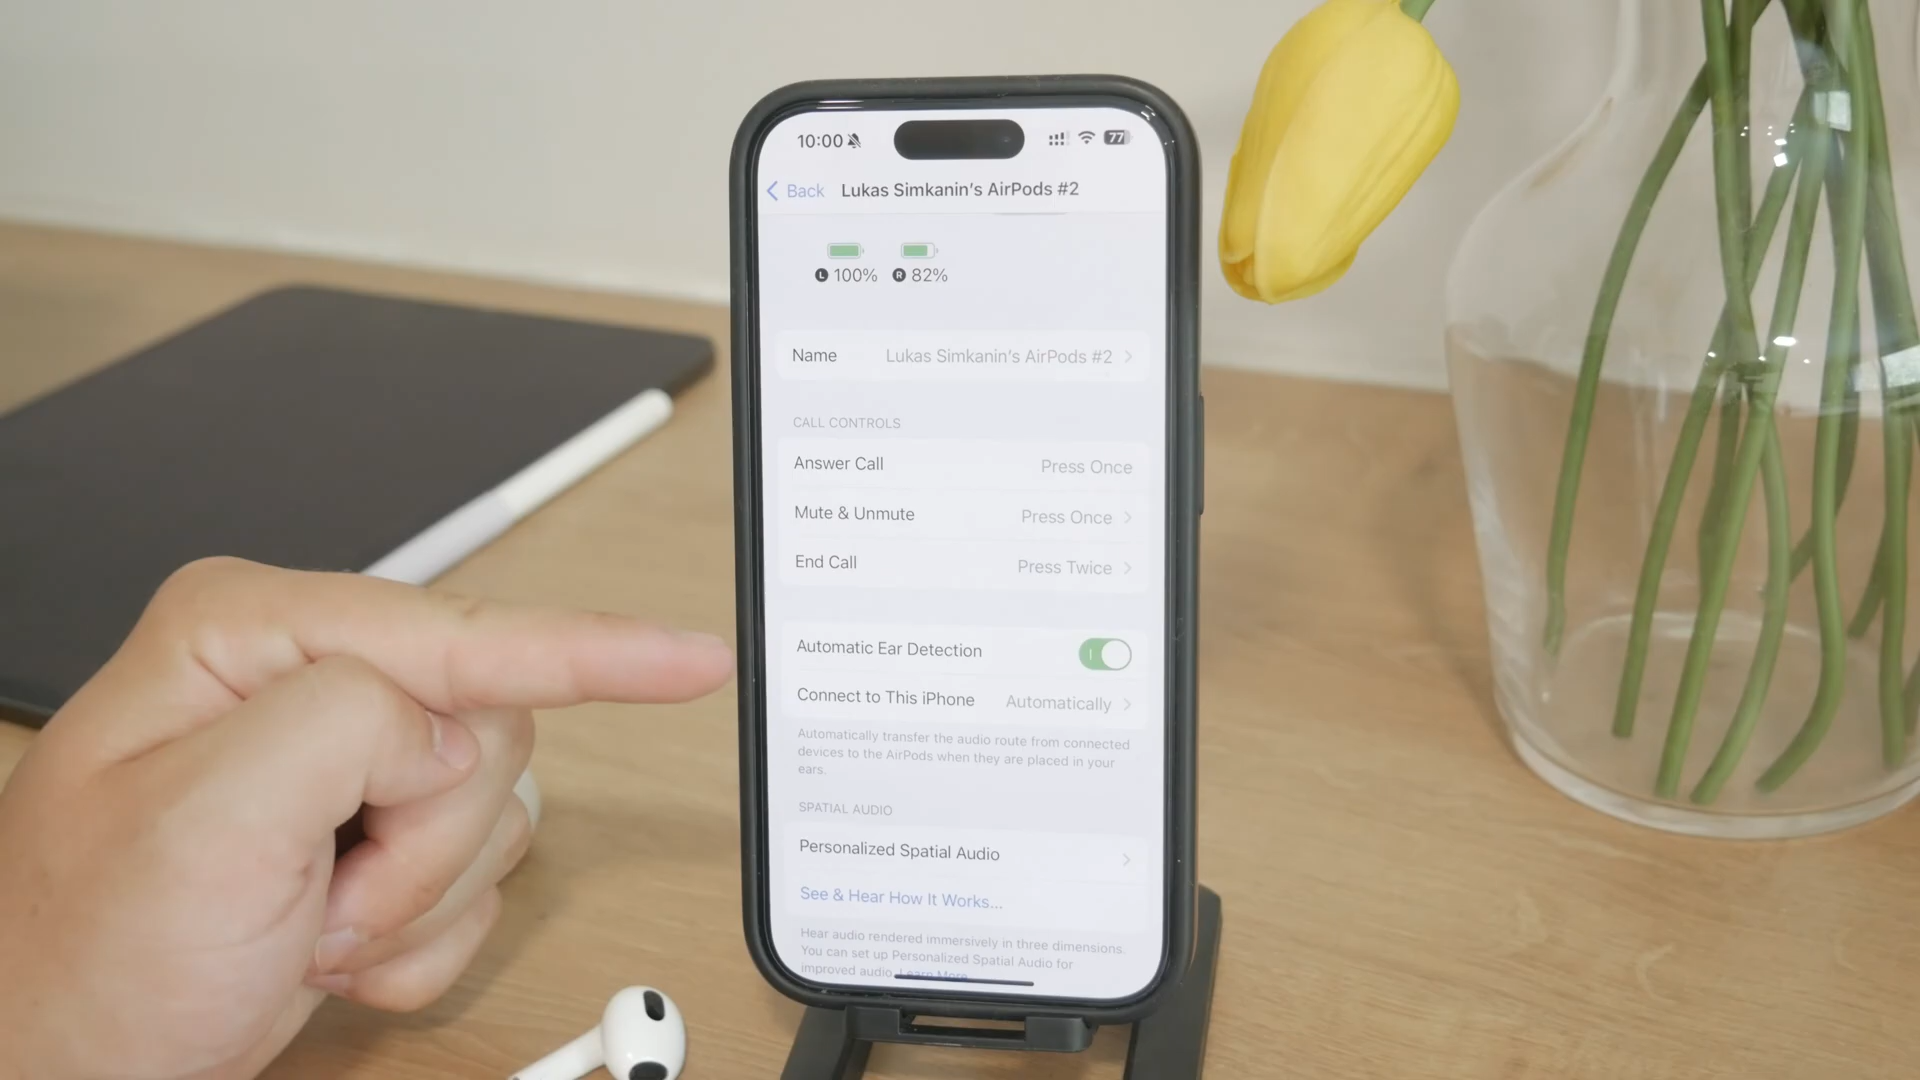 10:00
77
Back
Lukas Simkanin’s AirPods #2
L 100% R 82%
Name Lukas Simkanin’s AirPods #2
CALL CONTROLS
Answer Call Press Once
Mute & Unmute Press Once
End Call Press Twice
Automatic Ear Detection
Connect to This iPhone Automatically
Automatically transfer the audio route from connected
devices to the AirPods when they are placed in your
ears.
SPATIAL AUDIO
Personalized Spatial Audio
See & Hear How It Works...
Hear audio rendered immersively in three dimensions.
You can set up Personalized Spatial Audio for
improved audio. Learn More...